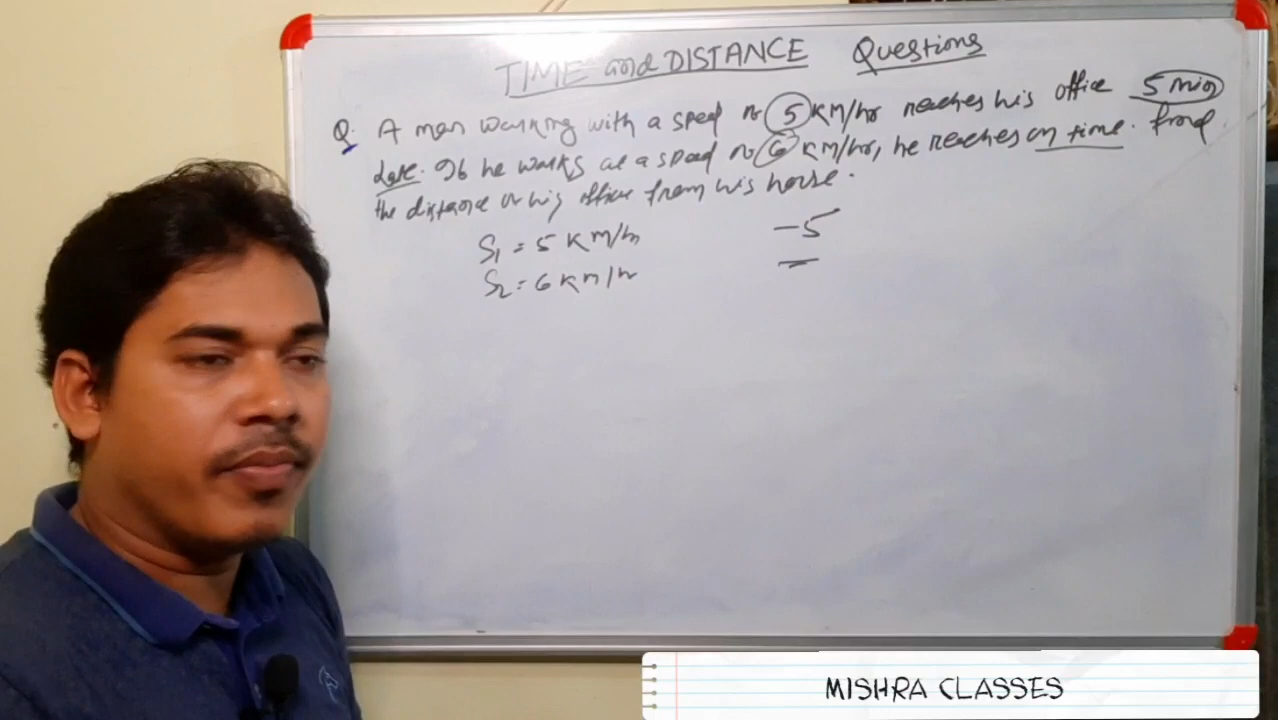 TIME and DISTANCE Questions
Q. A man walking with a speed of 5 KM/hr reaches his office 5 min
Late. If he walks at a speed of 6 KM/hr, he reaches on time. Find
the distance of his office from his house.
S1 = 5 KM/h -5
S2 = 6 KM/h
MISHRA CLASSES